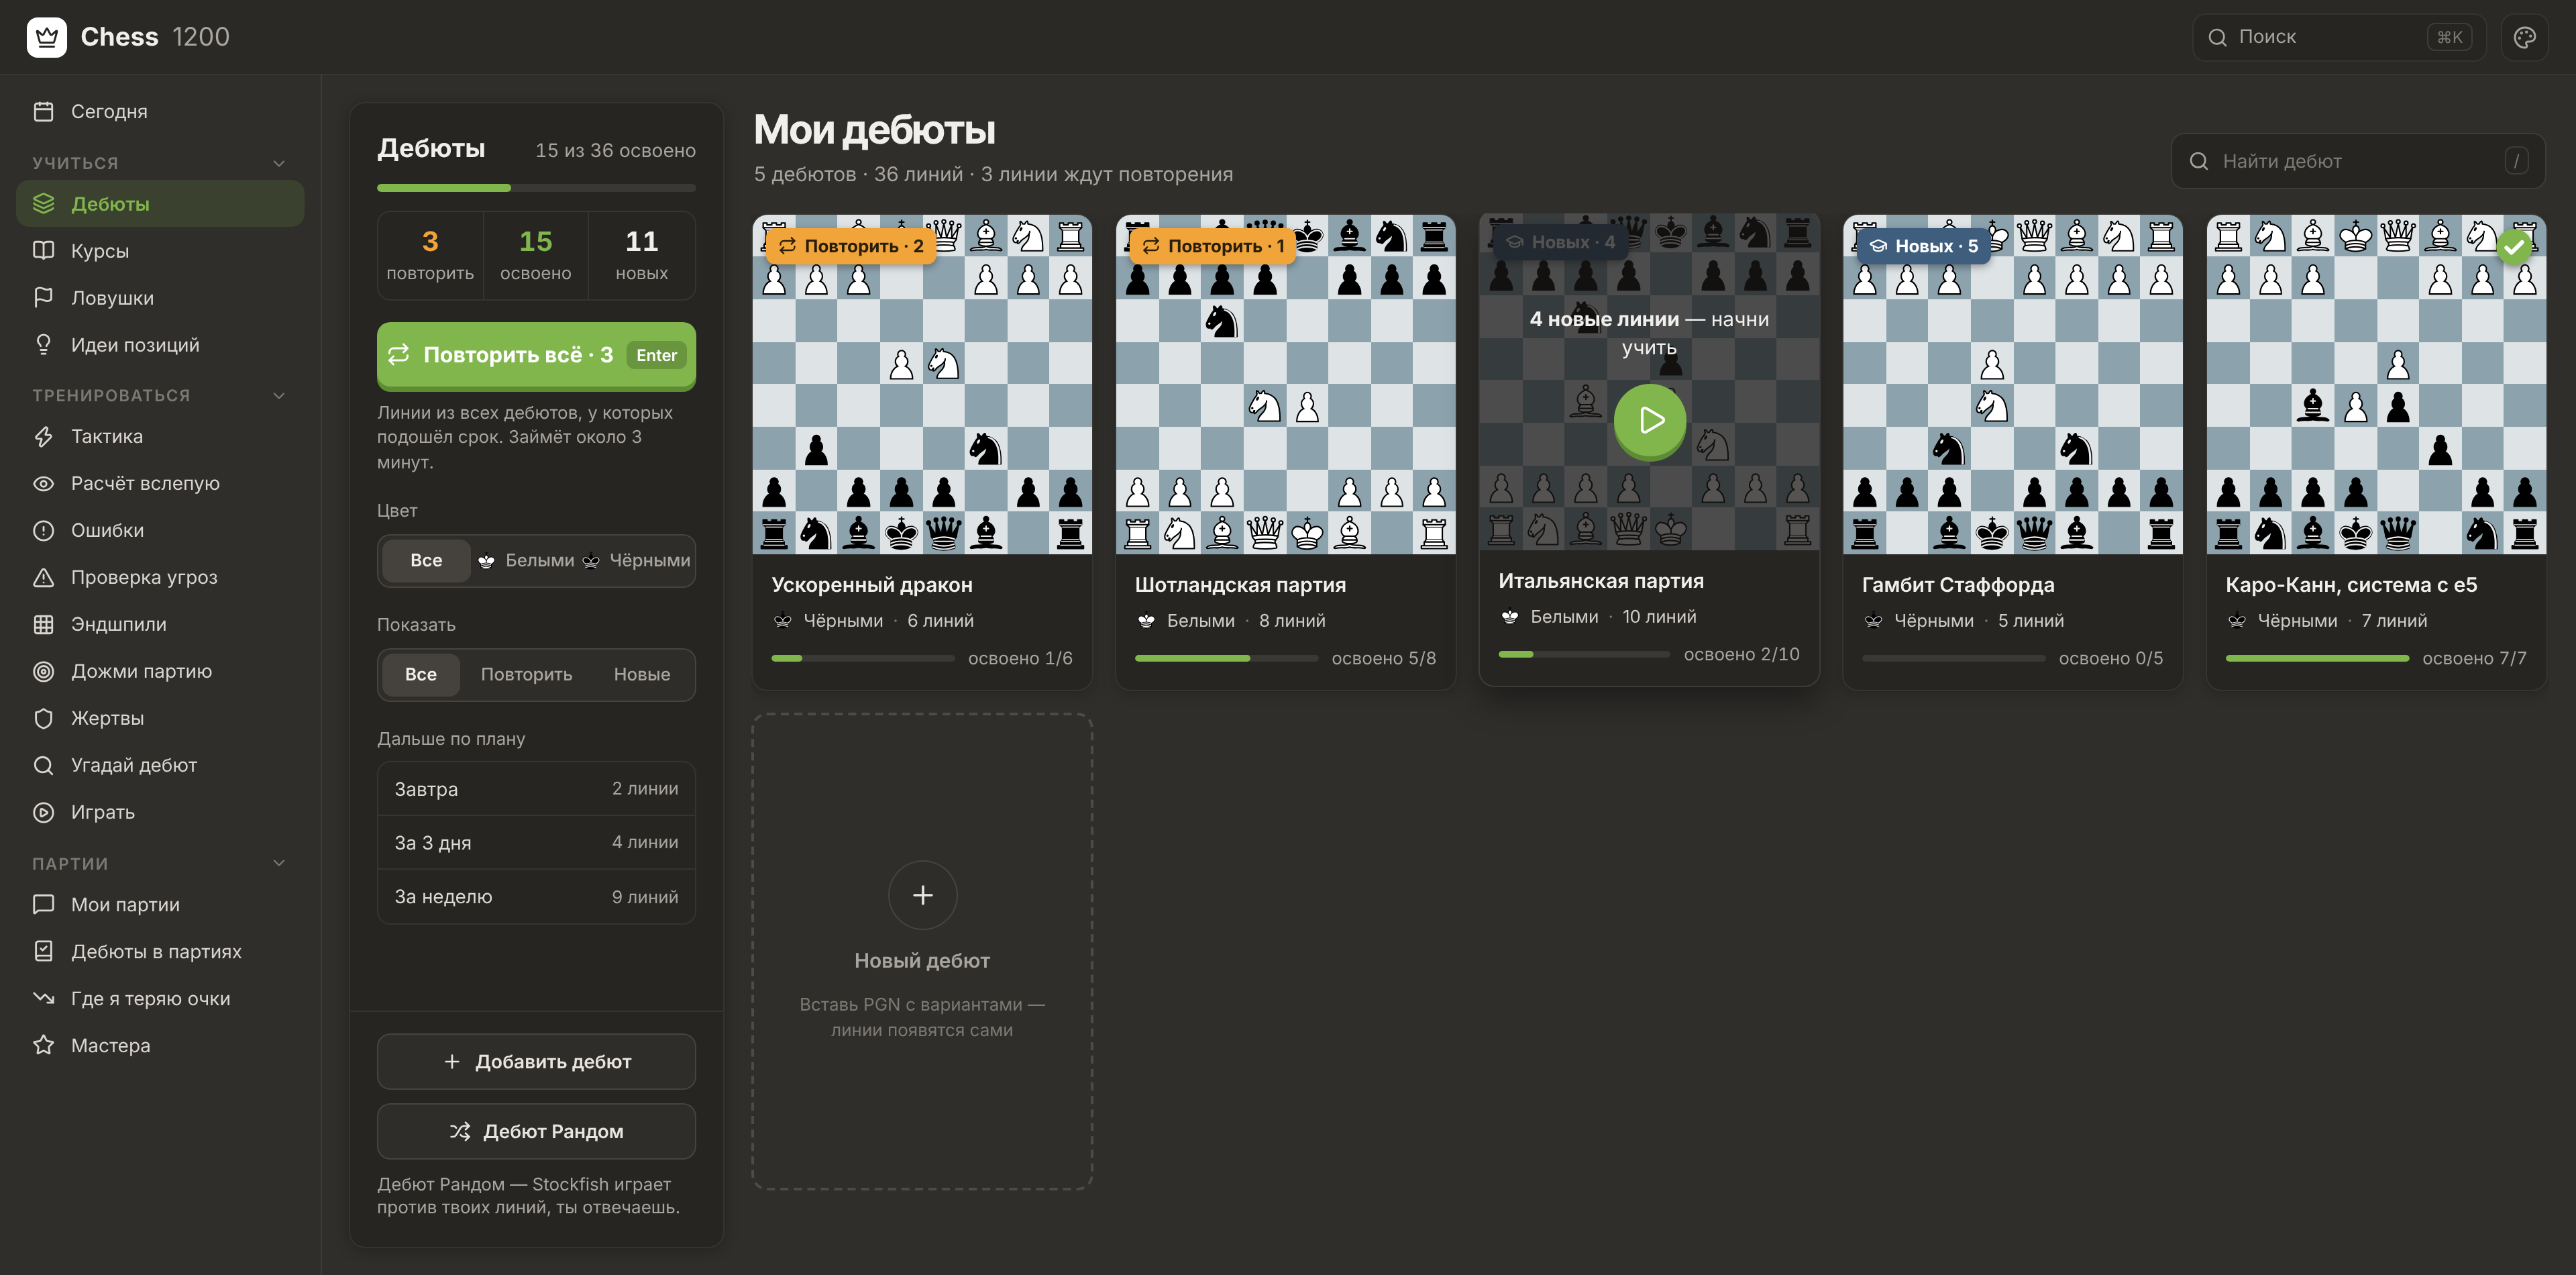 Chess 1200
Поиск
⌘K
Сегодня
УЧИТЬСЯ
Дебюты
Курсы
Ловушки
Идеи позиций
ТРЕНИРОВАТЬСЯ
Тактика
Расчёт вслепую
Ошибки
Проверка угроз
Эндшпили
Дожми партию
Жертвы
Угадай дебют
Играть
ПАРТИИ
Мои партии
Дебюты в партиях
Где я теряю очки
Мастера
Дебюты
15 из 36 освоено
3
повторить
15
освоено
11
новых
Повторить всё · 3
Enter
Линии из всех дебютов, у которых
подошёл срок. Займёт около 3
минут.
Цвет
Все
Белыми
Чёрными
Показать
Все
Повторить
Новые
Дальше по плану
Завтра
2 линии
За 3 дня
4 линии
За неделю
9 линий
Добавить дебют
Дебют Рандом
Дебют Рандом — Stockfish играет
против твоих линий, ты отвечаешь.
Мои дебюты
5 дебютов · 36 линий · 3 линии ждут повторения
Найти дебют
/
Повторить · 2
Ускоренный дракон
Чёрными · 6 линий
освоено 1/6
Повторить · 1
Шотландская партия
Белыми · 8 линий
освоено 5/8
Новых · 4
4 новые линии — начни
учить
Итальянская партия
Белыми · 10 линий
освоено 2/10
Новых · 5
Гамбит Стаффорда
Чёрными · 5 линий
освоено 0/5
Каро-Канн, система с e5
Чёрными · 7 линий
освоено 7/7
Новый дебют
Вставь PGN с вариантами —
линии появятся сами